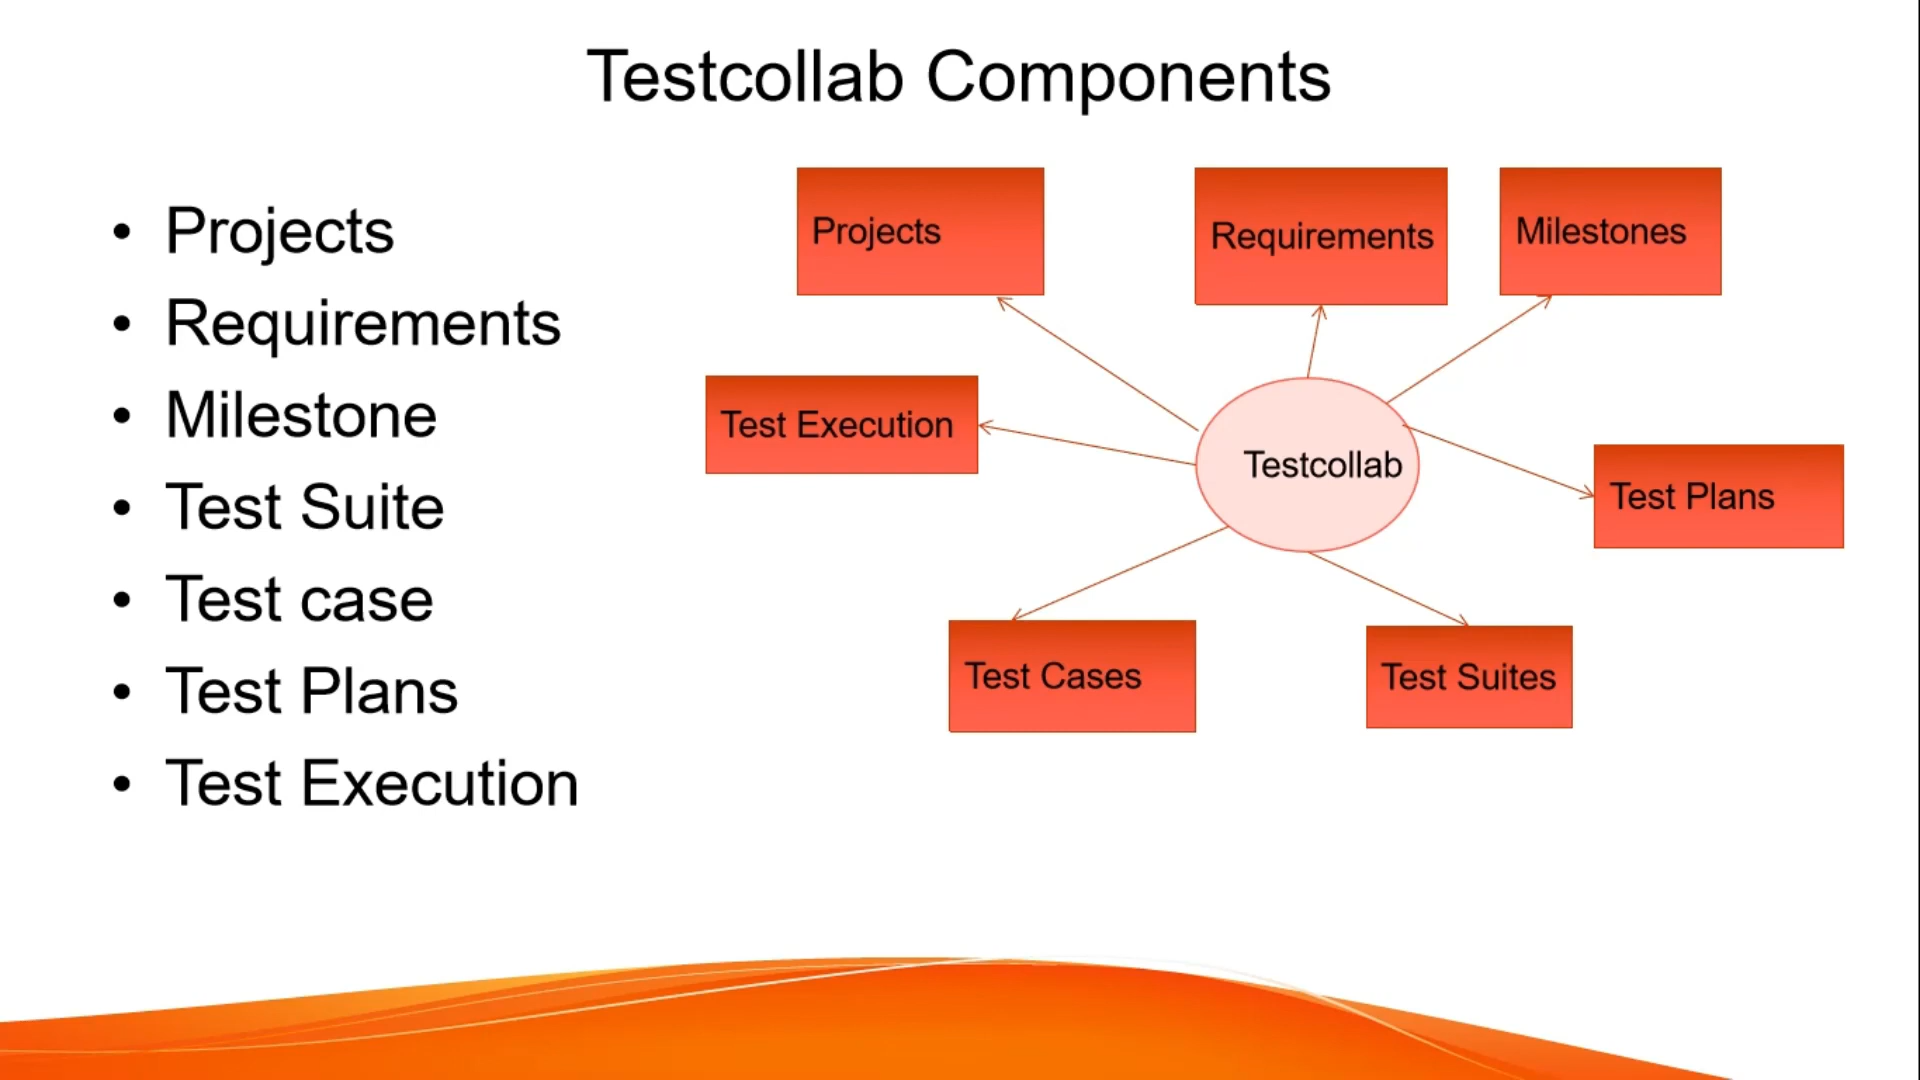 Testcollab Components
• Projects
• Requirements
• Milestone
• Test Suite
• Test case
• Test Plans
• Test Execution
Projects
Requirements
Milestones
Test Execution
Testcollab
Test Plans
Test Cases
Test Suites